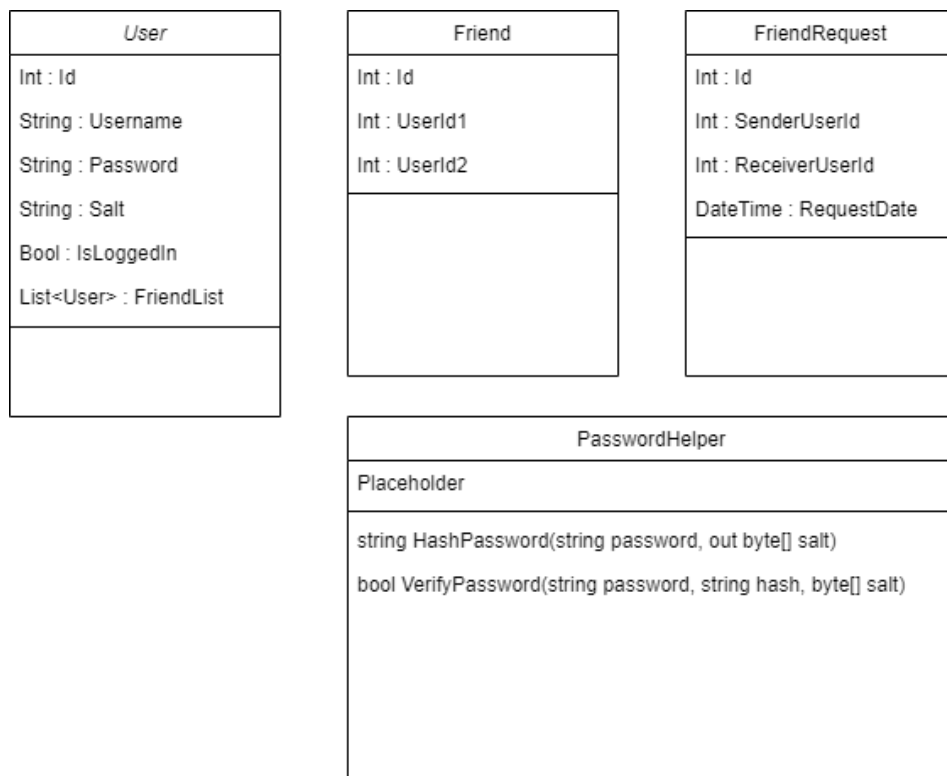 User
Int : Id
String : Username
String : Password
String : Salt
Bool : IsLoggedIn
List<User> : FriendList
Friend
Int : Id
Int : UserId1
Int : UserId2
FriendRequest
Int : Id
Int : SenderUserId
Int : ReceiverUserId
DateTime : RequestDate
PasswordHelper
Placeholder
string HashPassword(string password, out byte[] salt)
bool VerifyPassword(string password, string hash, byte[] salt)